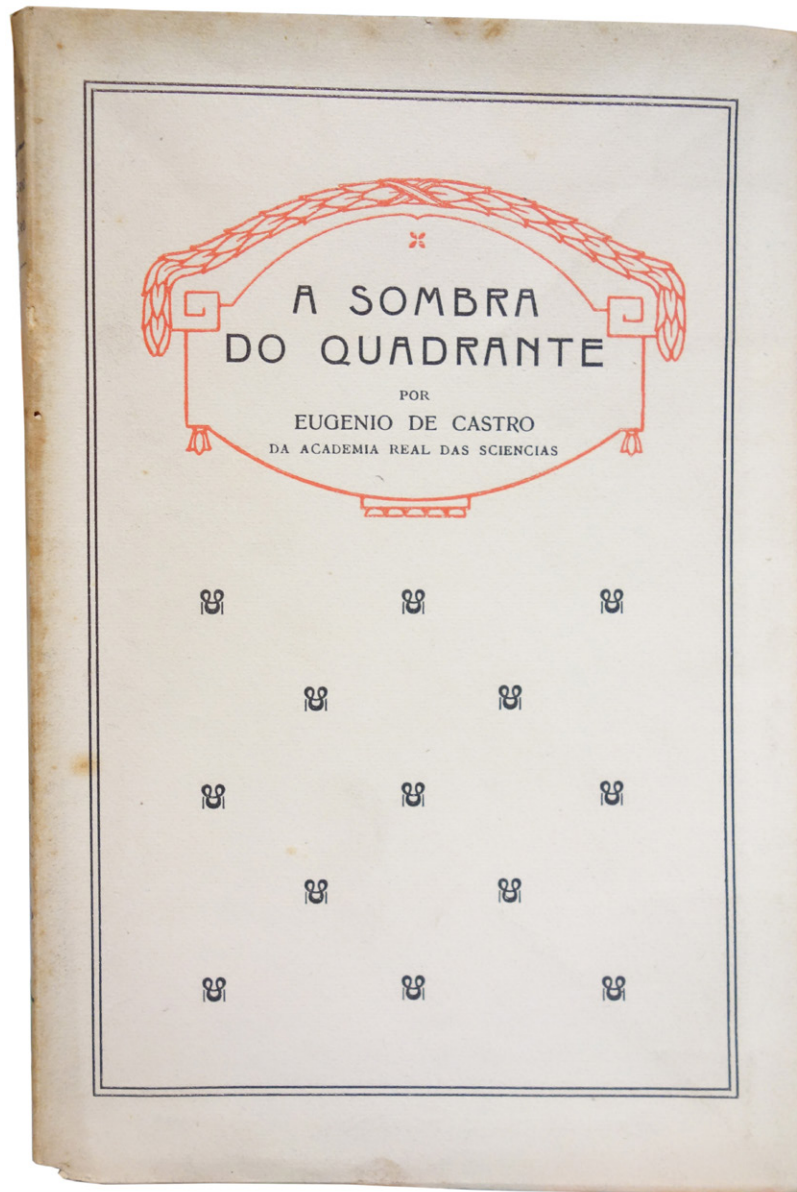 A SOMBRA
DO QUADRANTE
POR
EUGENIO DE CASTRO
DA ACADEMIA REAL DAS SCIENCIAS